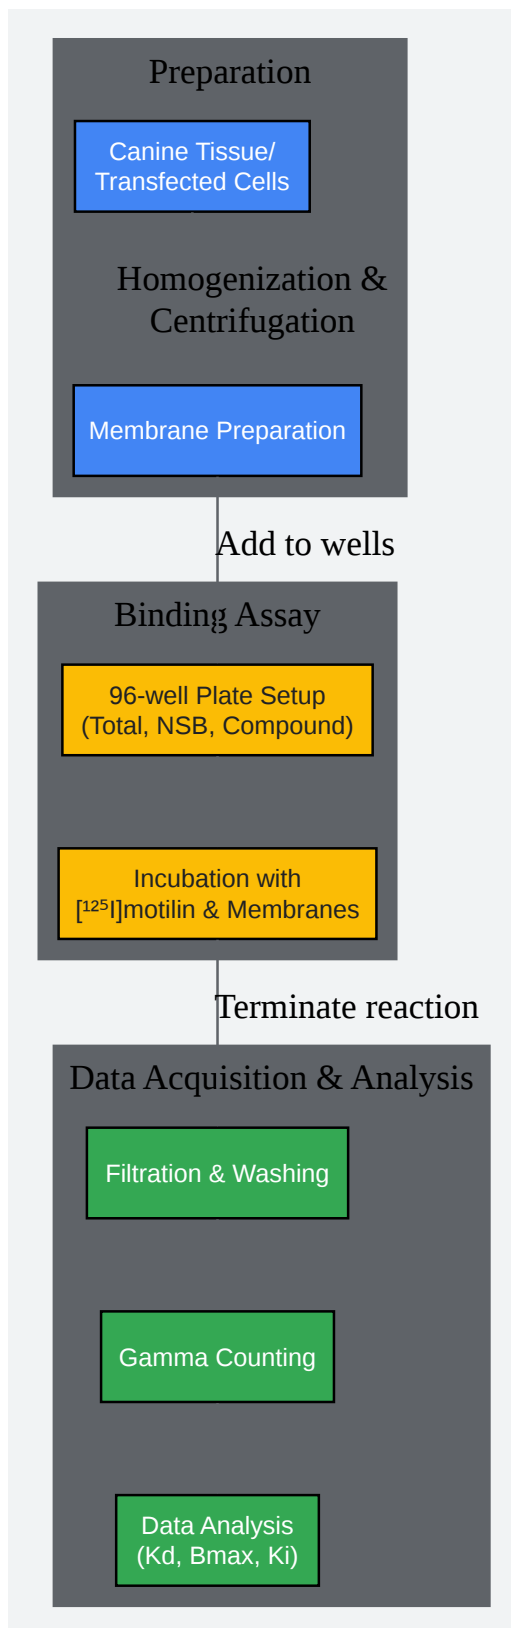 Preparation
Canine Tissue/
Transfected Cells
Homogenization &
Centrifugation
Membrane Preparation
Add to wells
Binding Assay
96-well Plate Setup
(Total, NSB, Compound)
Incubation with
[¹²⁵I]motilin & Membranes
Terminate reaction
Data Acquisition & Analysis
Filtration & Washing
Gamma Counting
Data Analysis
(Kd, Bmax, Ki)